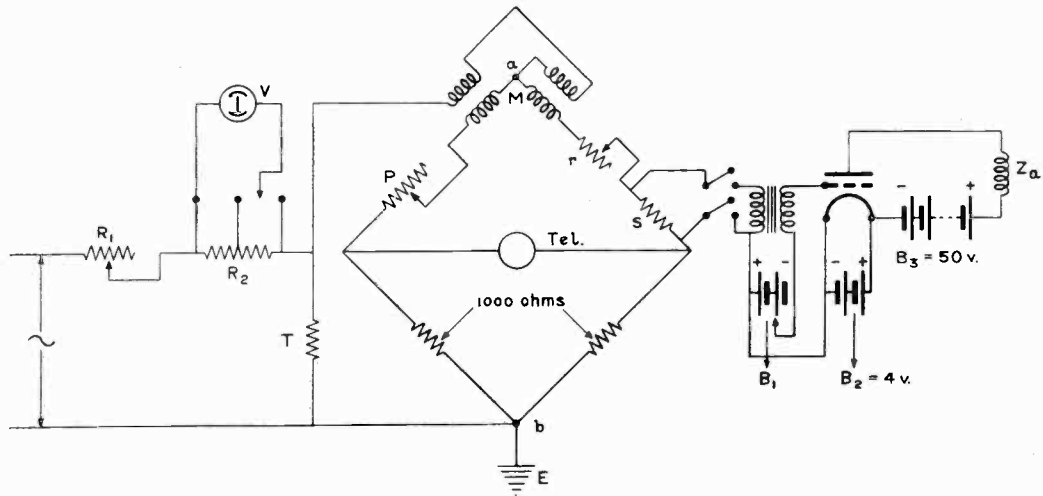 a
V
M
Za
r
P
- +
S
Tel.
R1
R2
B3 = 50 v.
+ -
- +
1000 ohms
T
B1
B2 = 4 v.
b
E